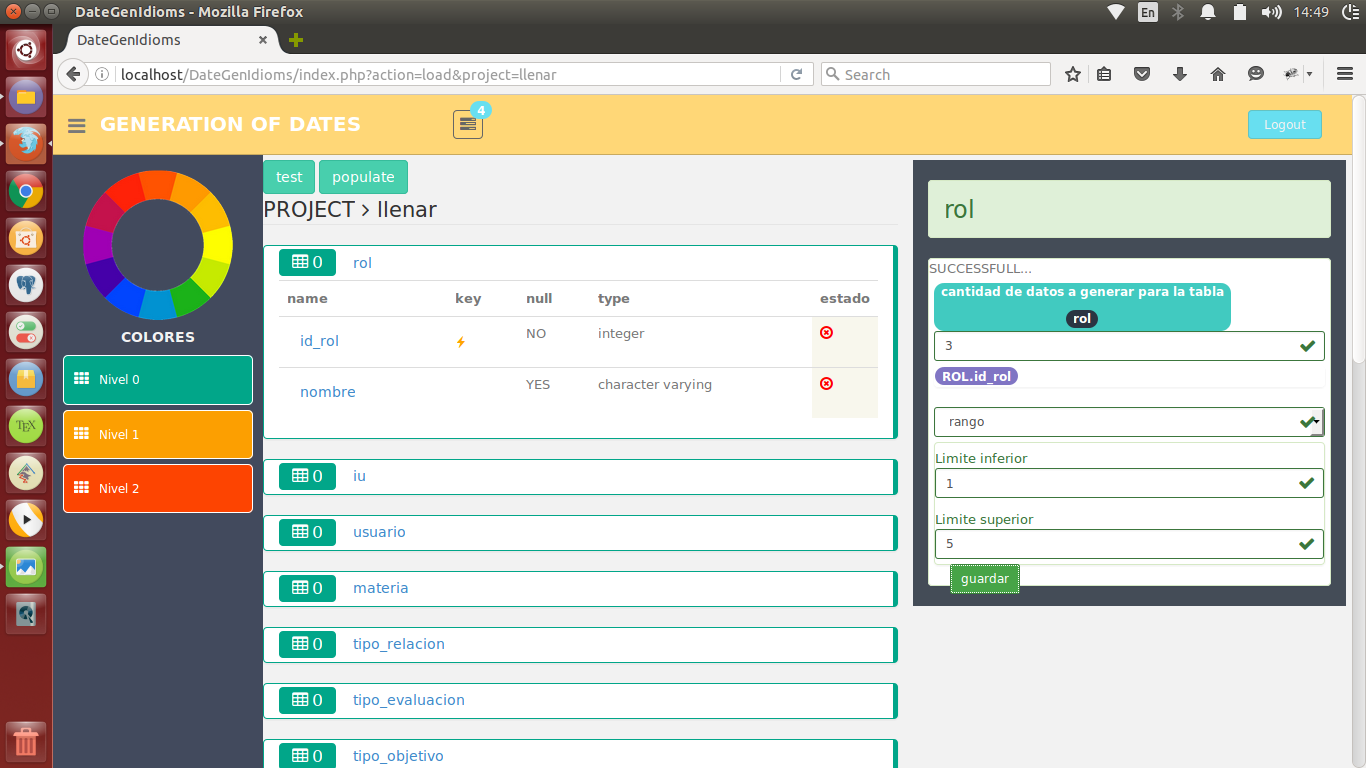 DateGenIdioms - Mozilla Firefox
En
14:49
DateGenIdioms
localhost/DateGenIdioms/index.php?action=load&project=llenar
Search
GENERATION OF DATES
4
Logout
COLORES
Nivel 0
Nivel 1
Nivel 2
test
populate
PROJECT > llenar
0 rol
name key null type estado
id_rol NO integer
nombre YES character varying
0 iu
0 usuario
0 materia
0 tipo_relacion
0 tipo_evaluacion
0 tipo_objetivo
rol
SUCCESSFULL...
cantidad de datos a generar para la tabla
rol
3
ROL.id_rol
rango
Limite inferior
1
Limite superior
5
guardar
TEX